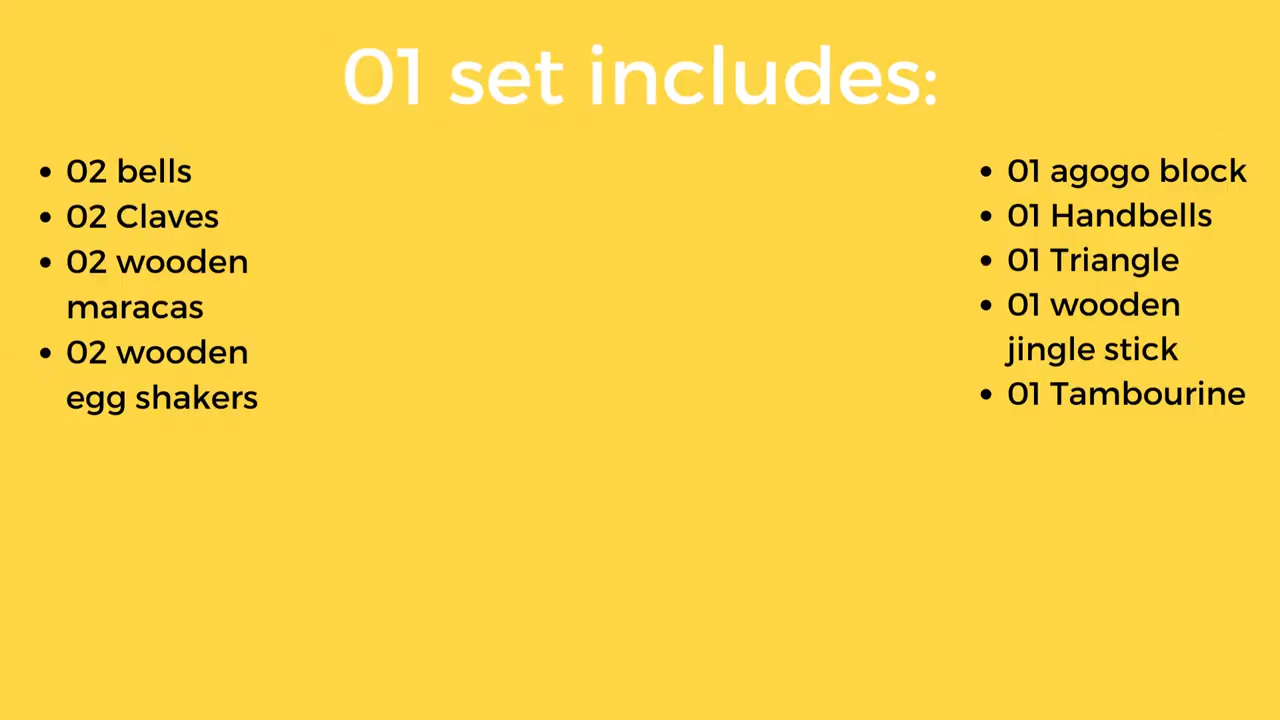 01 set includes:
• 02 bells
• 02 Claves
• 02 wooden
maracas
• 02 wooden
egg shakers
• 01 agogo block
• 01 Handbells
• 01 Triangle
• 01 wooden
jingle stick
• 01 Tambourine